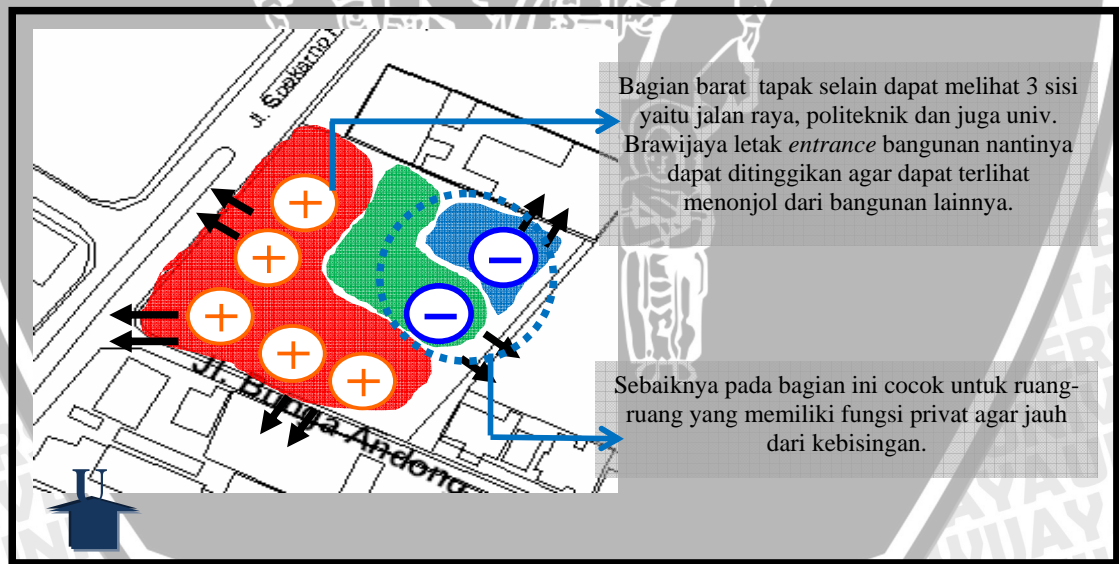 Jl. Soekarno
Bagian barat tapak selain dapat melihat 3 sisi
yaitu jalan raya, politeknik dan juga univ.
Brawijaya letak entrance bangunan nantinya
dapat ditinggikan agar dapat terlihat
menonjol dari bangunan lainnya.
Jl. Bunga Andong
Sebaiknya pada bagian ini cocok untuk ruang-
ruang yang memiliki fungsi privat agar jauh
dari kebisingan.
U